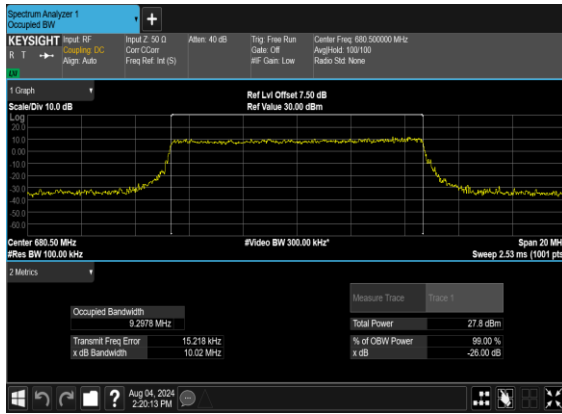 Spectrum Analyzer 1
Occupied BW
KEYSIGHT Input: RF Input Z: 50 Ω Atten: 40 dB Trig: Free Run Center Freq: 680.500000 MHz
R T Coupling: DC Corr CCorr Gate: Off Avg|Hold: 100/100
Align: Auto Freq Ref: Int (S) #IF Gain: Low Radio Std: None
LW
1 Graph
Ref Lvl Offset 7.50 dB
Scale/Div 10.0 dB Ref Value 30.00 dBm
Log
20.0
10.0
0.00
-10.0
-20.0
-30.0
-40.0
-50.0
-60.0
Center 680.50 MHz #Video BW 300.00 kHz* Span 20 MH
#Res BW 100.00 kHz Sweep 2.53 ms (1001 pts
2 Metrics
Measure Trace Trace 1
Occupied Bandwidth
9.2978 MHz Total Power 27.8 dBm
Transmit Freq Error 15.218 kHz % of OBW Power 99.00 %
x dB Bandwidth 10.02 MHz x dB -26.00 dB
Aug 04, 2024
2:20:13 PM